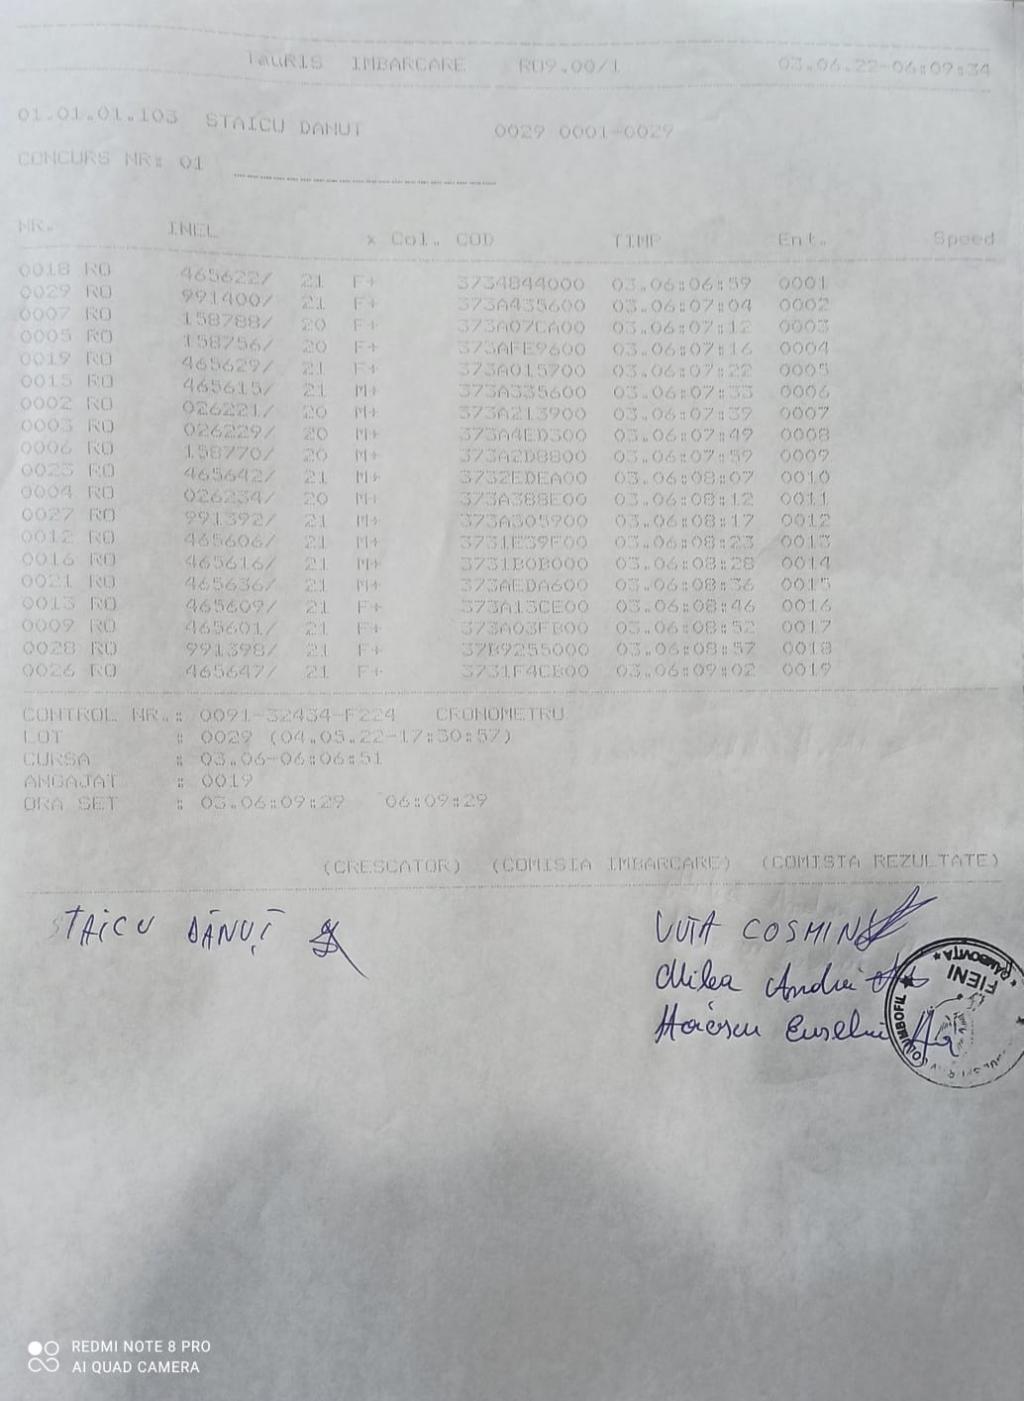 TauRIS IMBARCARE RO9.00/1 03.06.22-06:09:34
01.01.01.103 STAICU DANUT 0029 0001-0029
CONCURS NR: 01
NR. INEL x Col. COD TIMP Ent. Speed
0018 RO 465622/ 21 F+ 3734844000 03.06:06:59 0001
0029 RO 991400/ 21 F+ 373A435600 03.06:07:04 0002
0007 RO 158788/ 20 F+ 373A07CA00 03.06:07:12 0003
0005 RO 158756/ 20 F+ 373AFE9600 03.06:07:16 0004
0019 RO 465629/ 21 F+ 373A015700 03.06:07:22 0005
0015 RO 465615/ 21 M+ 373A335600 03.06:07:33 0006
0002 RO 026221/ 20 M+ 373A213900 03.06:07:39 0007
0003 RO 026229/ 20 M+ 373A4ED300 03.06:07:49 0008
0006 RO 158770/ 20 M+ 373A2D8800 03.06:07:59 0009
0023 RO 465642/ 21 M+ 3732EDEA00 03.06:08:07 0010
0004 RO 026234/ 20 M+ 373A388E00 03.06:08:12 0011
0027 RO 991392/ 21 M+ 373A305900 03.06:08:17 0012
0012 RO 465606/ 21 M+ 3731E39F00 03.06:08:23 0013
0016 RO 465616/ 21 M+ 3731B0B000 03.06:08:28 0014
0021 RO 465636/ 21 M+ 373AEDA600 03.06:08:36 0015
0013 RO 465609/ 21 F+ 373A13CE00 03.06:08:46 0016
0009 RO 465601/ 21 F+ 373A03FB00 03.06:08:52 0017
0028 RO 991398/ 21 F+ 37B9255000 03.06:08:57 0018
0026 RO 465647/ 21 F+ 3731F4CB00 03.06:09:02 0019
CONTROL NR.: 0091-32434-F224 CRONOMETRU
LOT : 0029 (04.05.22-17:30:57)
CURSA : 03.06-06:06:51
ANGAJAT : 0019
ORA SET : 03.06:09:29 06:09:29
(CRESCATOR) (COMISIA IMBARCARE) (COMISIA REZULTATE)
STAICU DĂNUȚ
VUTA COSMIN
Milea Andrei
COLUMBOFIL ★ FIENI ★ DÂMBOVIȚA ★
REDMI NOTE 8 PRO
AI QUAD CAMERA